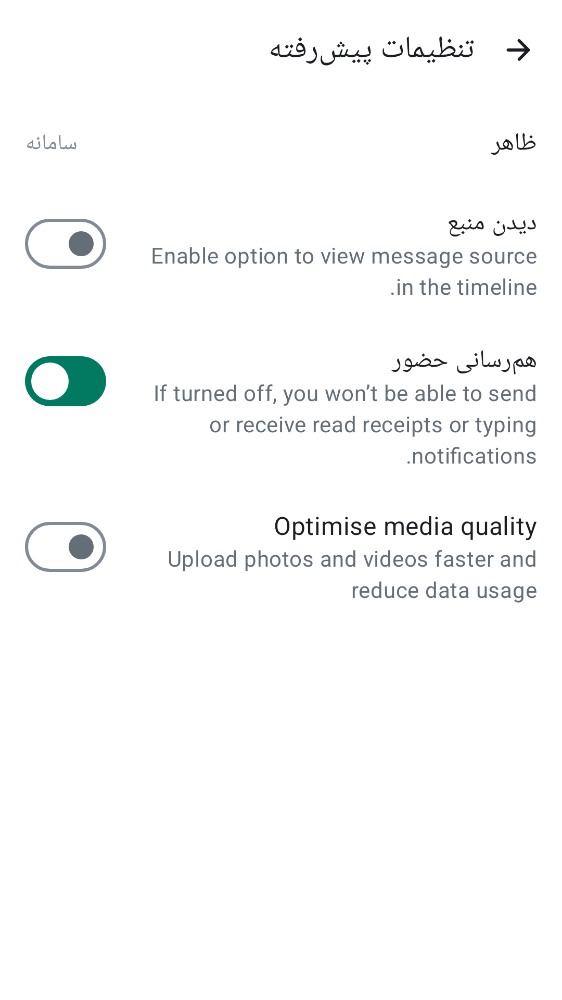 تنظیمات پیش‌رفته
ظاهر
سامانه
دیدن منبع
Enable option to view message source
in the timeline.
هم‌رسانی حضور
If turned off, you won’t be able to send
or receive read receipts or typing
notifications.
Optimise media quality
Upload photos and videos faster and
reduce data usage